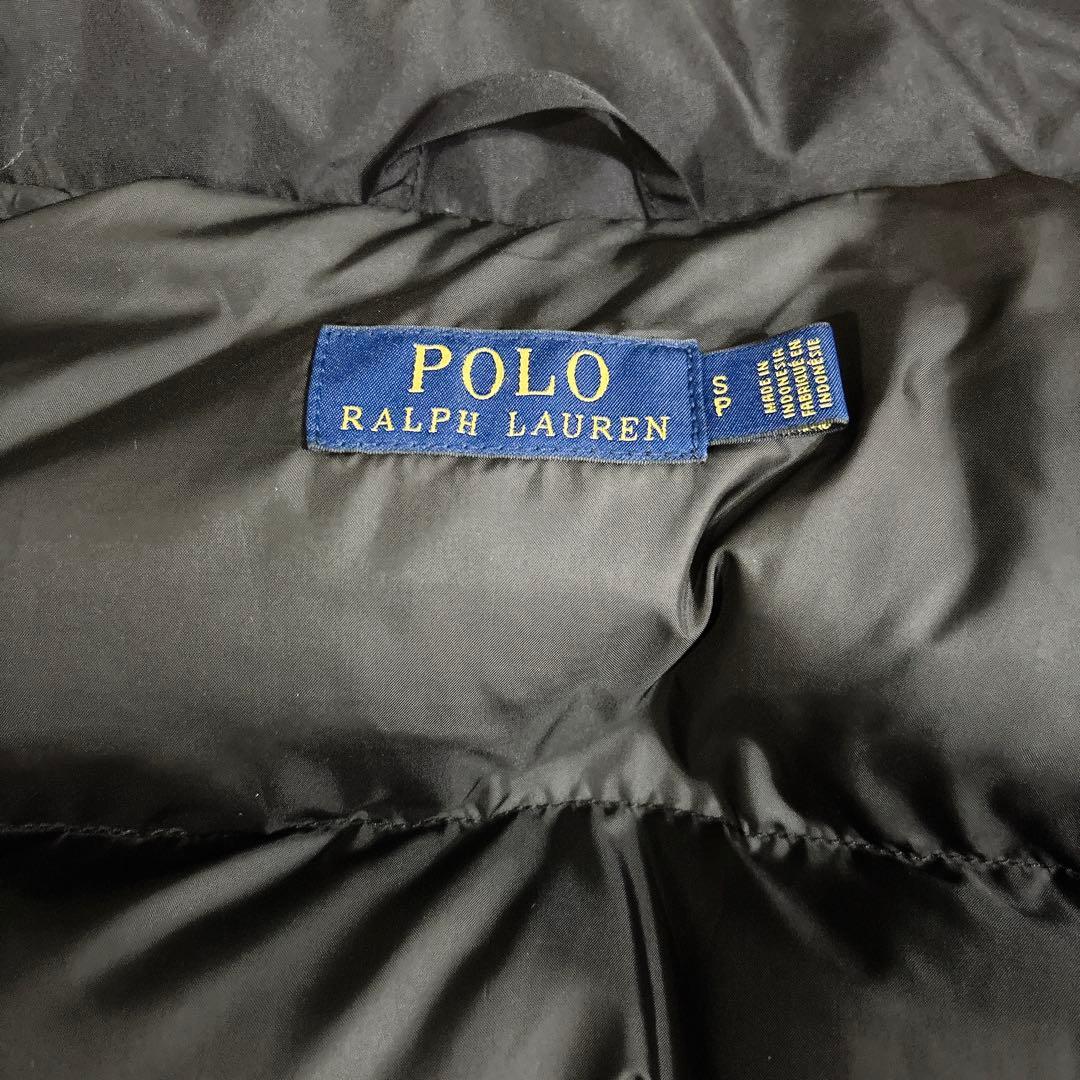 POLO
RALPH LAUREN
S
P
MADE IN
INDONESIA
FABRIQUÉ EN
INDONÉSIE